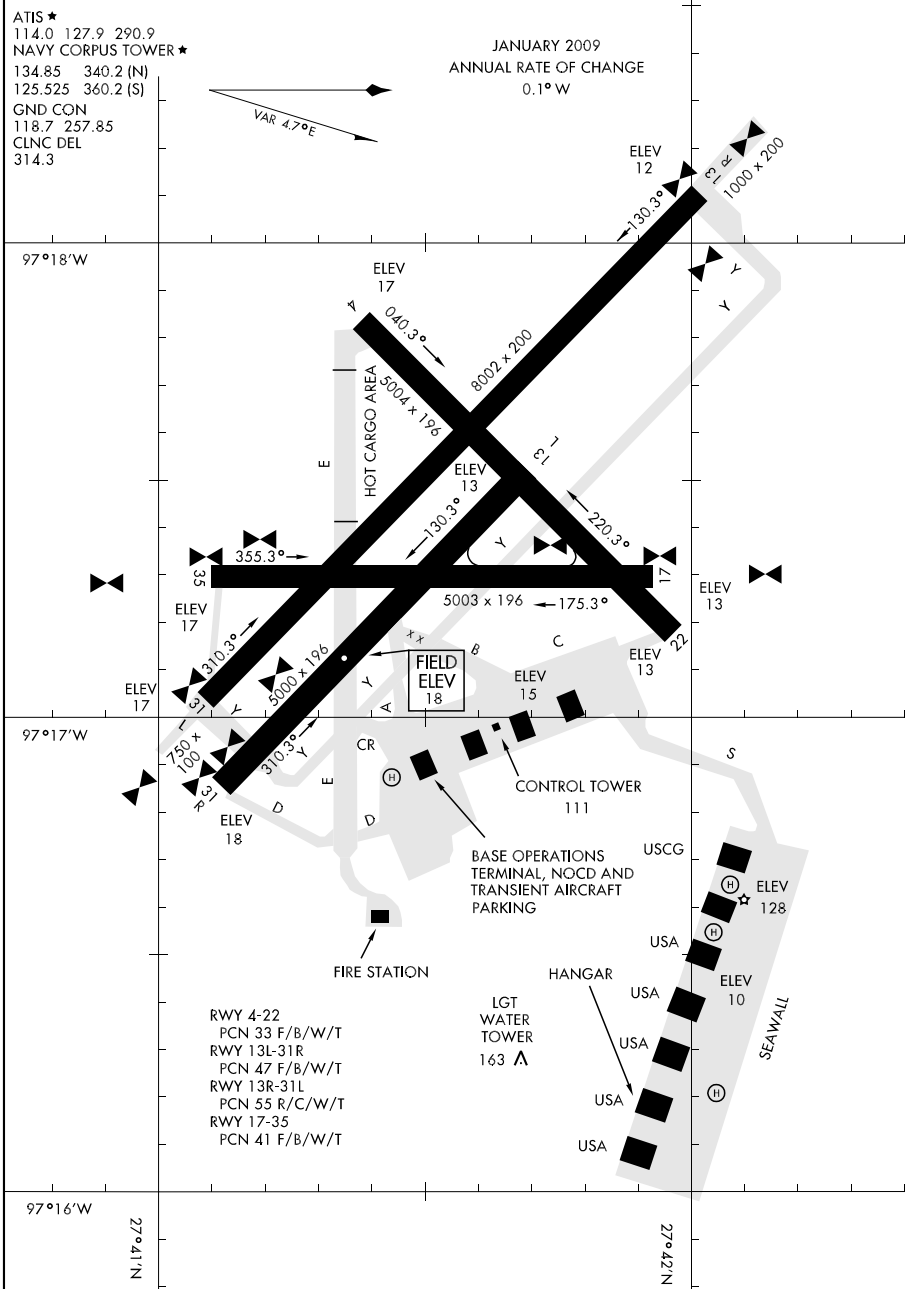 ATIS ★
114.0 127.9 290.9
NAVY CORPUS TOWER ★
134.85 340.2 (N)
125.525 360.2 (S)
GND CON
118.7 257.85
CLNC DEL
314.3
VAR 4.7°E
JANUARY 2009
ANNUAL RATE OF CHANGE
0.1° W
ELEV
12
13 R
1000 x 200
130.3°
97°18'W
Y
Y
ELEV
17
4
040.3°
8002 x 200
5004 x 196
HOT CARGO AREA
E
13 L
ELEV
13
130.3°
220.3°
Y
355.3°
35
17
5003 x 196
175.3°
ELEV
13
ELEV
17
310.3°
x x
B
C
22
ELEV
13
FIELD
ELEV
18
ELEV
15
ELEV
17
31 L
5000 x 196
Y
Y
A
97°17'W
750 x
100
310.3°
Y
CR
H
E
S
31 R
D
D
ELEV
18
CONTROL TOWER
111
BASE OPERATIONS
TERMINAL, NOCD AND
TRANSIENT AIRCRAFT
PARKING
USCG
H
ELEV
128
H
USA
FIRE STATION
HANGAR
USA
ELEV
10
SEAWALL
LGT
WATER
TOWER
163
USA
USA
H
USA
RWY 4-22
PCN 33 F/B/W/T
RWY 13L-31R
PCN 47 F/B/W/T
RWY 13R-31L
PCN 55 R/C/W/T
RWY 17-35
PCN 41 F/B/W/T
97°16'W
27°41'N
27°42'N